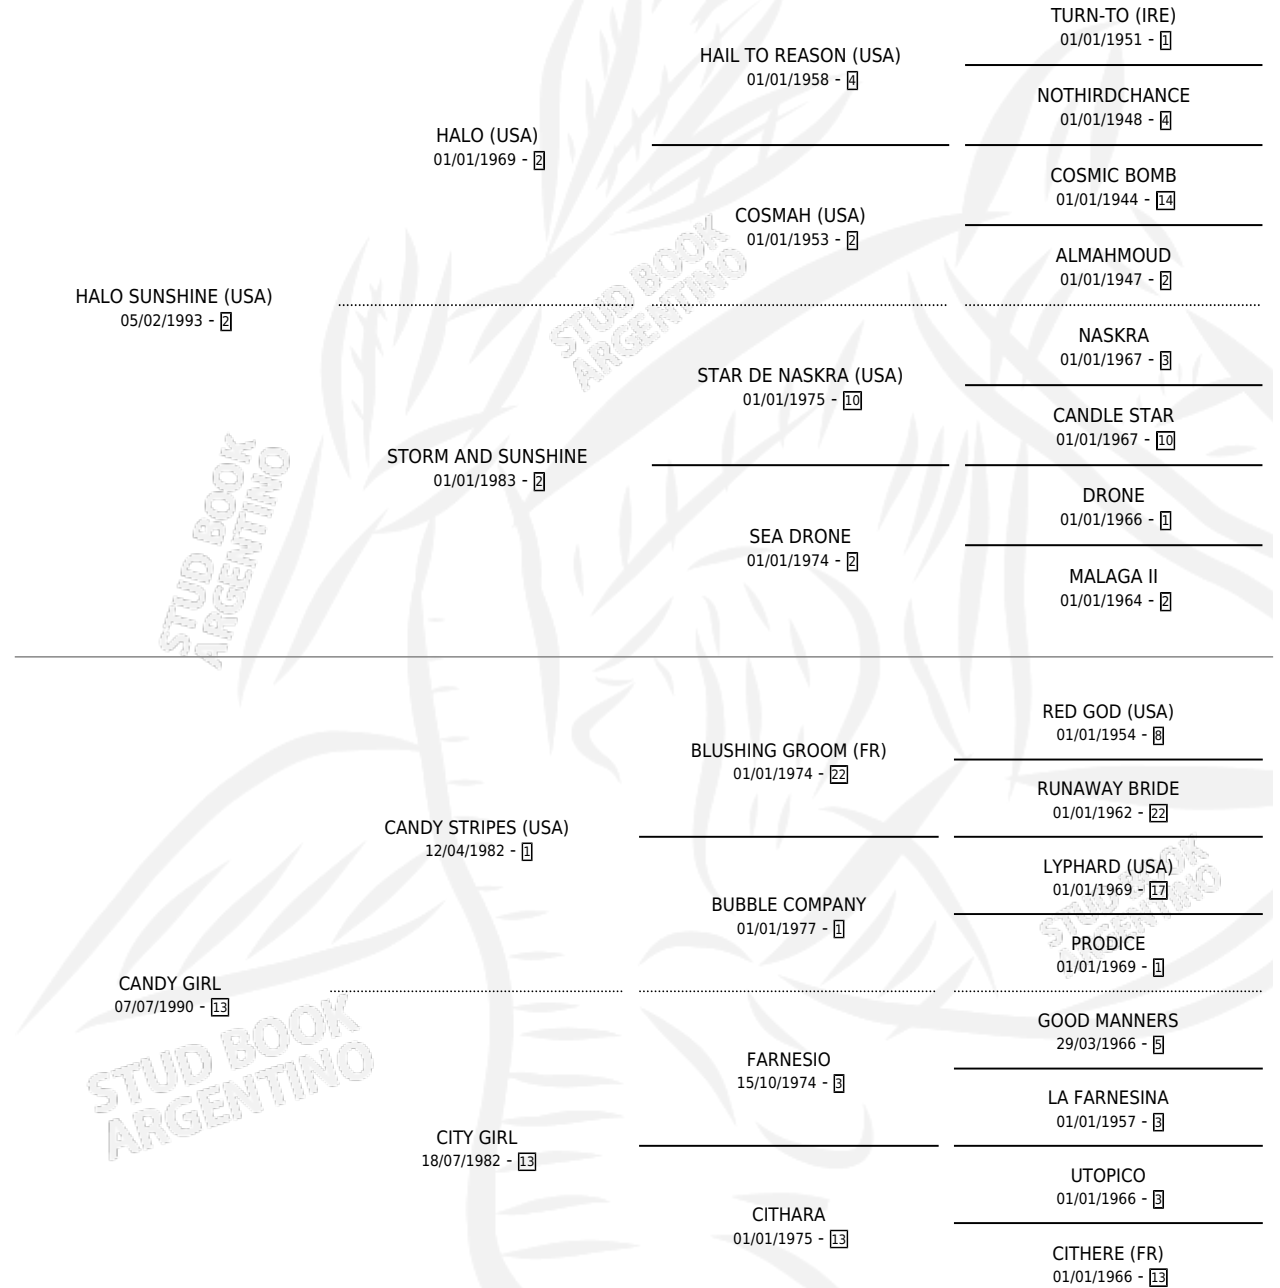 TURN-TO (IRE)
01/01/1951 - 1
HAIL TO REASON (USA)
01/01/1958 - 4
NOTHIRDCHANCE
01/01/1948 - 4
HALO (USA)
01/01/1969 - 2
COSMIC BOMB
01/01/1944 - 14
COSMAH (USA)
01/01/1953 - 2
ALMAHMOUD
01/01/1947 - 2
HALO SUNSHINE (USA)
05/02/1993 - 2
STUD BOOK
ARGENTINO
NASKRA
01/01/1967 - 3
STAR DE NASKRA (USA)
01/01/1975 - 10
CANDLE STAR
01/01/1967 - 10
STORM AND SUNSHINE
01/01/1983 - 2
DRONE
01/01/1966 - 1
SEA DRONE
01/01/1974 - 2
MALAGA II
01/01/1964 - 2
STUD BOOK
ARGENTINO
RED GOD (USA)
01/01/1954 - 8
BLUSHING GROOM (FR)
01/01/1974 - 22
RUNAWAY BRIDE
01/01/1962 - 22
CANDY STRIPES (USA)
12/04/1982 - 1
LYPHARD (USA)
01/01/1969 - 17
BUBBLE COMPANY
01/01/1977 - 1
STUD BOOK
ARGENTINO
PRODICE
01/01/1969 - 1
CANDY GIRL
07/07/1990 - 13
GOOD MANNERS
29/03/1966 - 5
FARNESIO
15/10/1974 - 3
LA FARNESINA
01/01/1957 - 3
STUD BOOK
ARGENTINO
CITY GIRL
18/07/1982 - 13
UTOPICO
01/01/1966 - 3
CITHARA
01/01/1975 - 13
CITHERE (FR)
01/01/1966 - 13